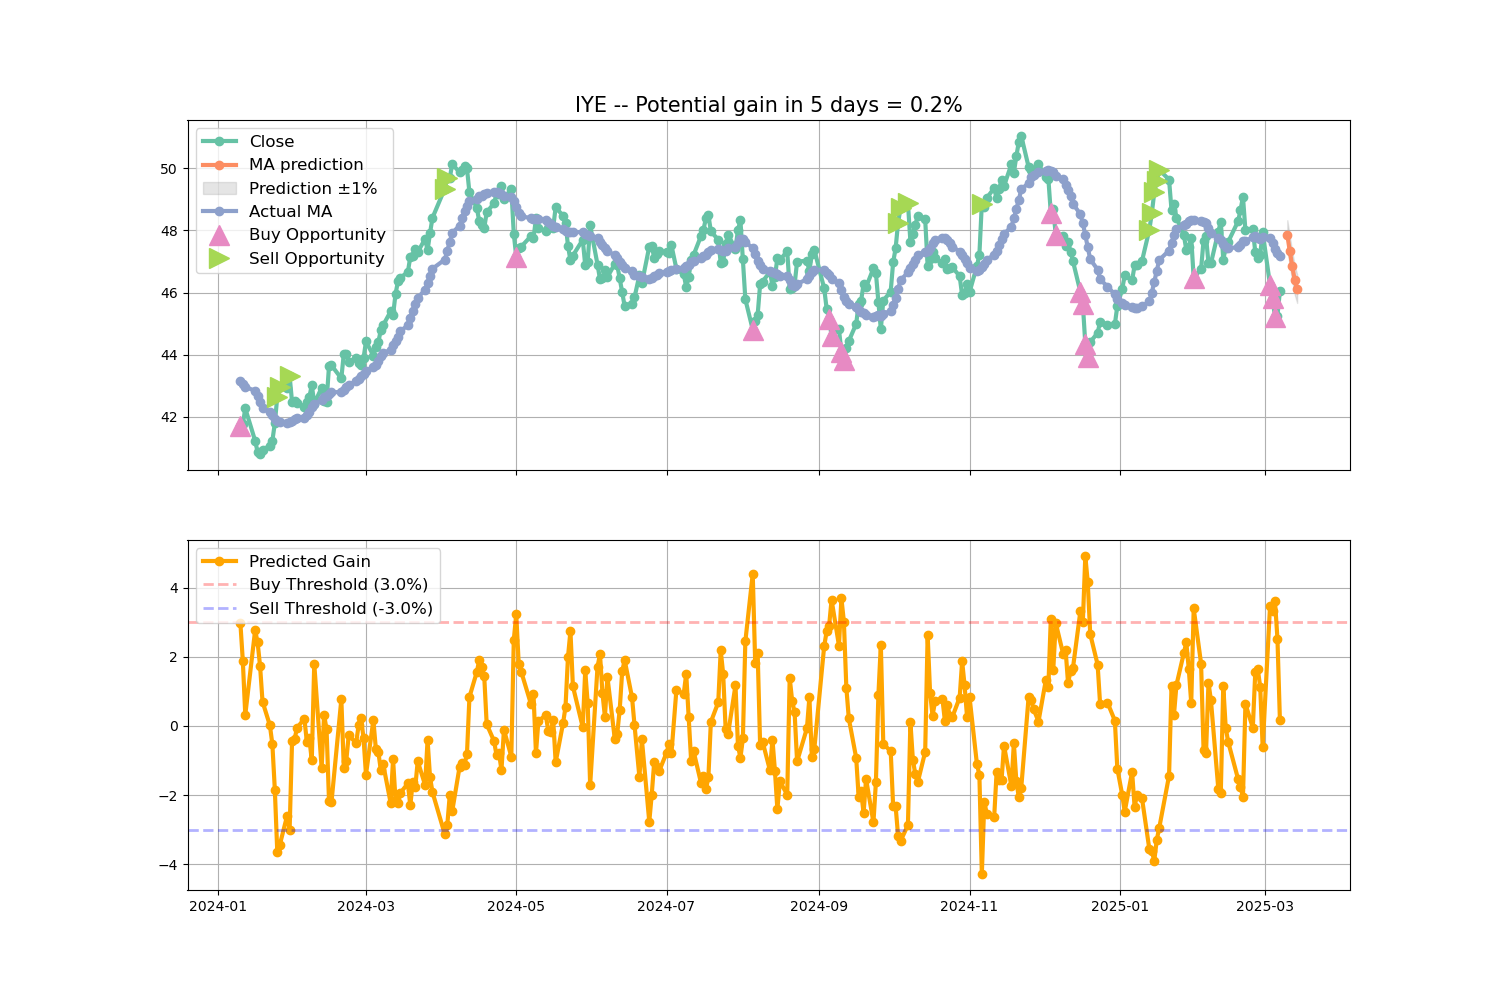 IYE -- Potential gain in 5 days = 0.2%
Close
MA prediction
Prediction ±1%
Actual MA
Buy Opportunity
Sell Opportunity
50
48
46
44
42
Predicted Gain
Buy Threshold (3.0%)
Sell Threshold (-3.0%)
4
2
0
−2
−4
2024-01 2024-03 2024-05 2024-07 2024-09 2024-11 2025-01 2025-03